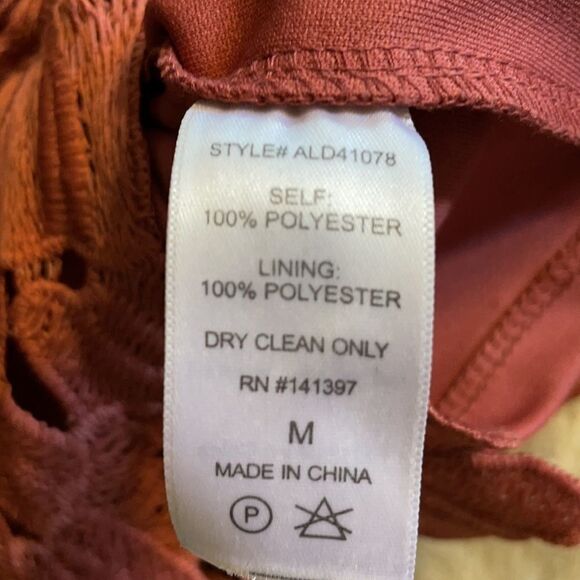 STYLE# ALD41078
SELF:
100% POLYESTER
LINING:
100% POLYESTER
DRY CLEAN ONLY
RN #141397
M
MADE IN CHINA
P